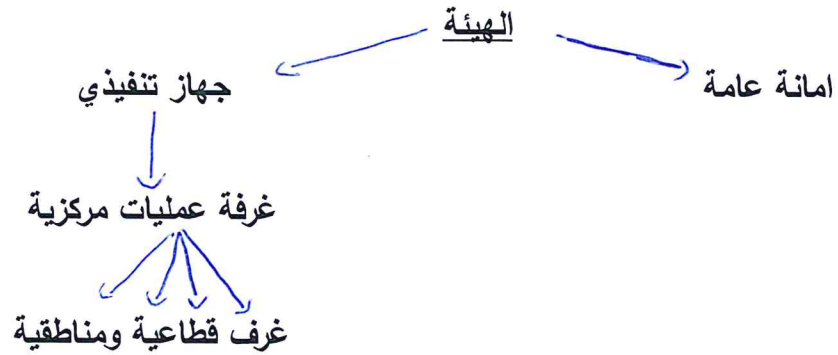 الهيئة
امانة عامة
جهاز تنفيذي
غرفة عمليات مركزية
غرف قطاعية ومناطقية